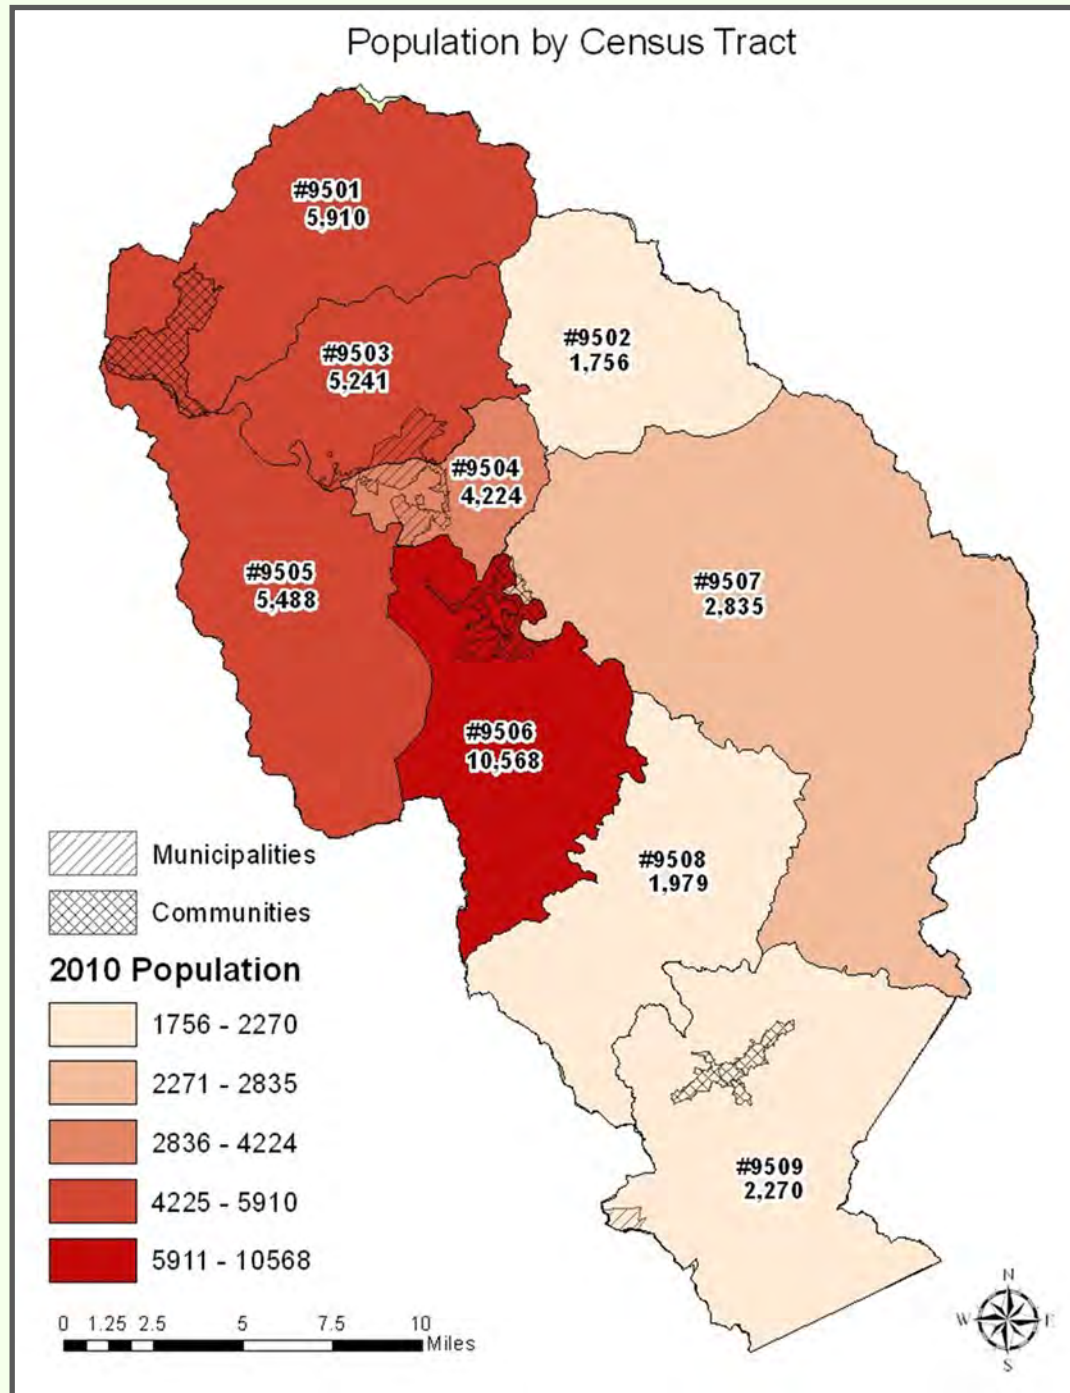 Population by Census Tract
#9501
5,910
#9502
1,756
#9503
5,241
#9504
4,224
#9505
5,488
#9507
2,835
#9506
10,568
#9508
1,979
#9509
2,270
Municipalities
Communities
2010 Population
1756 - 2270
2271 - 2835
2836 - 4224
4225 - 5910
5911 - 10568
0 1.25 2.5 5 7.5 10
Miles
N
W E
S